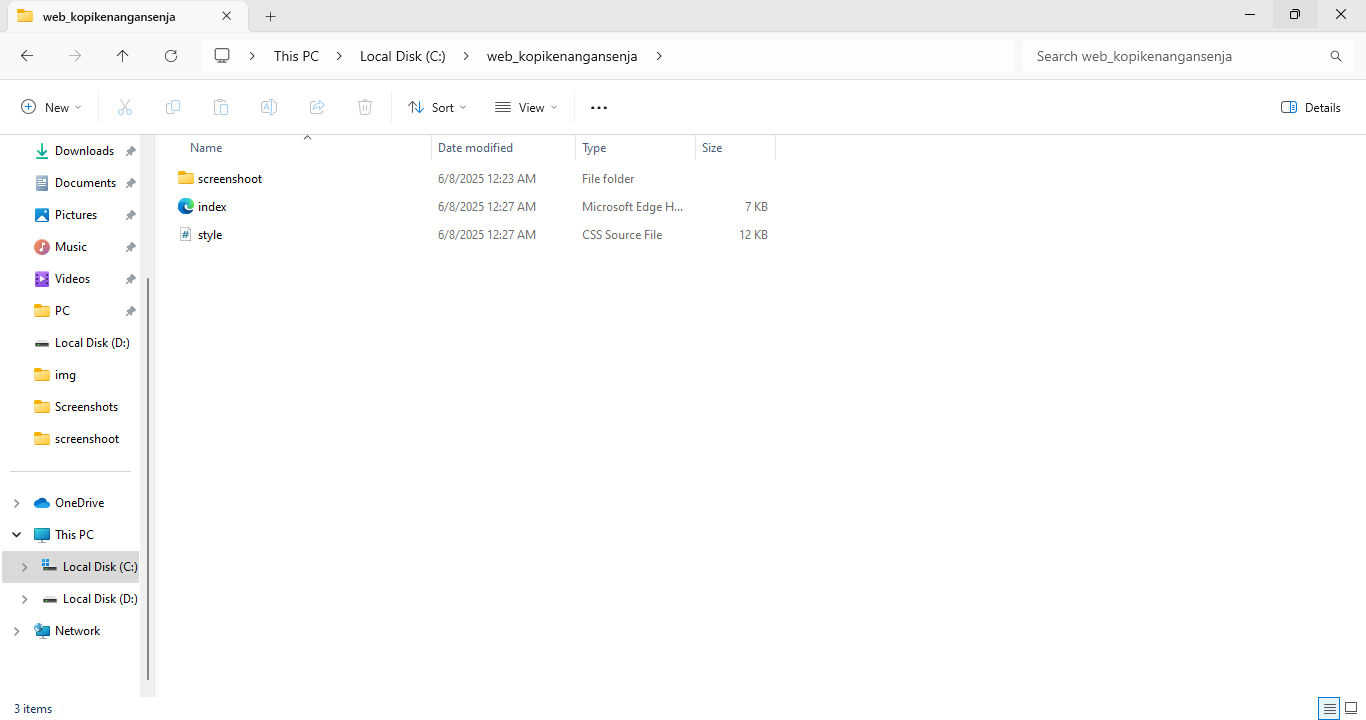 web_kopikenangansenja
This PC
Local Disk (C:)
web_kopikenangansenja
Search web_kopikenangansenja
New
Sort
View
Details
Downloads
Documents
Pictures
Music
Videos
PC
Local Disk (D:)
img
Screenshots
screenshoot
OneDrive
This PC
Local Disk (C:)
Local Disk (D:)
Network
Name Date modified Type Size
screenshoot 6/8/2025 12:23 AM File folder
index 6/8/2025 12:27 AM Microsoft Edge H... 7 KB
style 6/8/2025 12:27 AM CSS Source File 12 KB
3 items